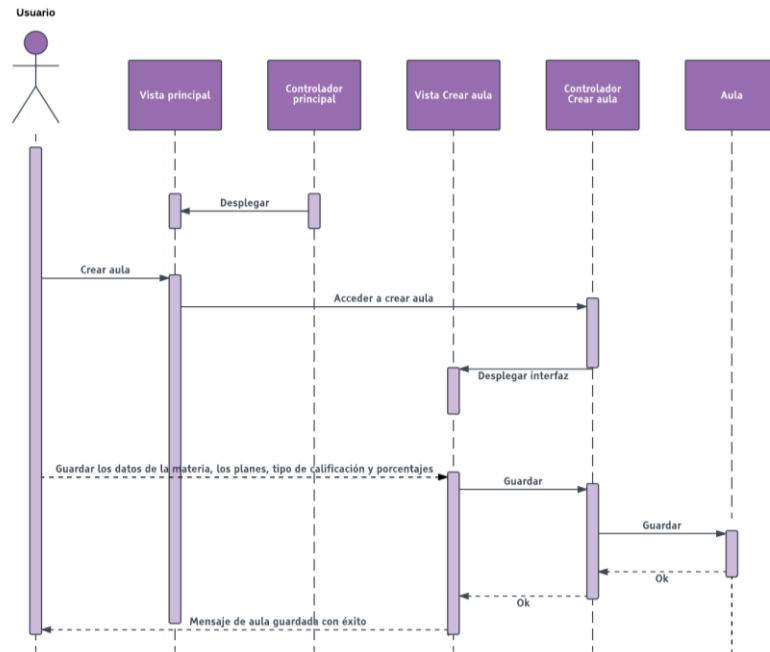 Usuario
Vista principal
Controlador
principal
Vista Crear aula
Controlador
Crear aula
Aula
Desplegar
Crear aula
Acceder a crear aula
Desplegar interfaz
Guardar los datos de la materia, los planes, tipo de calificación y porcentajes
Guardar
Guardar
Ok
Ok
Mensaje de aula guardada con éxito